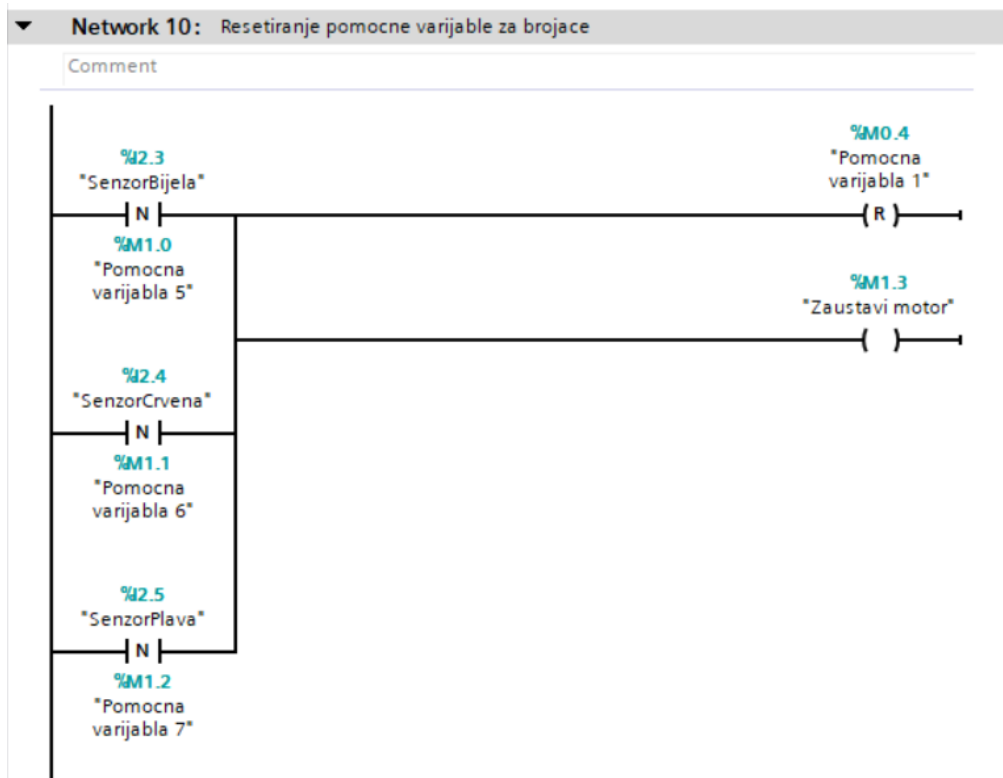 Network 10: Resetiranje pomocne varijable za brojace
Comment
%I2.3
"SenzorBijela"
N
%M1.0
"Pomocna
varijabla 5"
%M0.4
"Pomocna
varijabla 1"
R
%M1.3
"Zaustavi motor"
%I2.4
"SenzorCrvena"
N
%M1.1
"Pomocna
varijabla 6"
%I2.5
"SenzorPlava"
N
%M1.2
"Pomocna
varijabla 7"